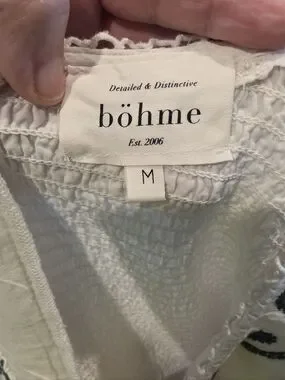 Detailed & Distinctive
böhme
Est. 2006
M